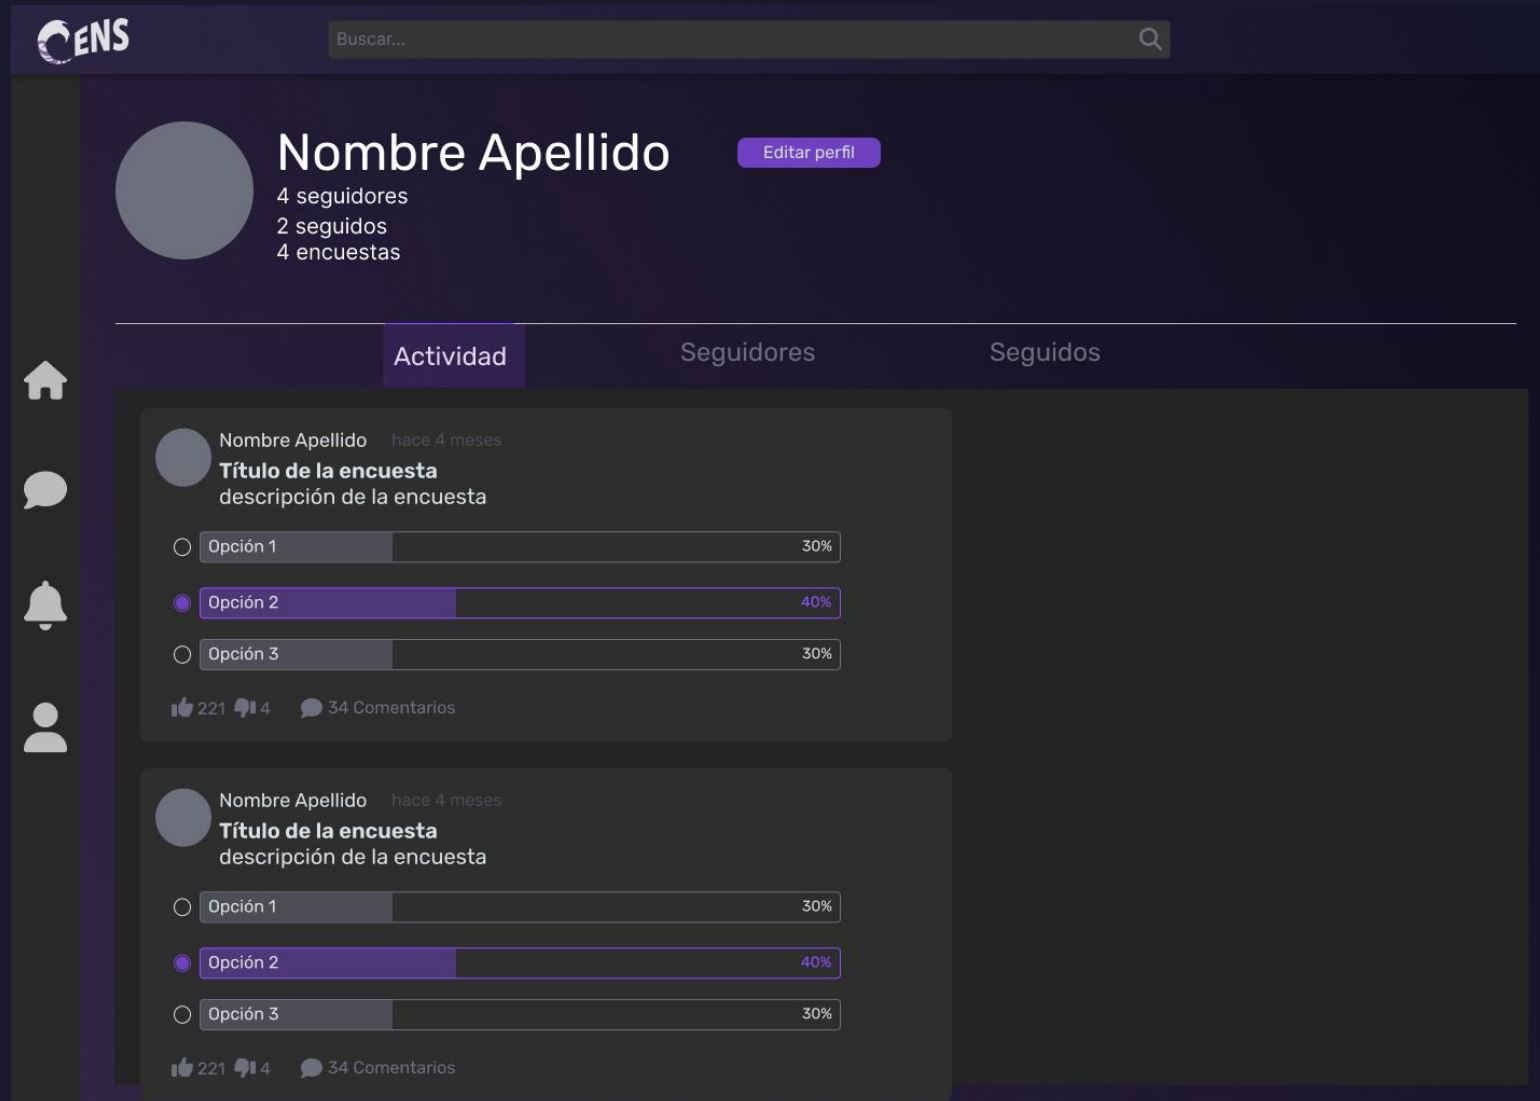 CENS
Buscar...
Nombre Apellido
Editar perfil
4 seguidores
2 seguidos
4 encuestas
Actividad
Seguidores
Seguidos
Nombre Apellido hace 4 meses
Título de la encuesta
descripción de la encuesta
Opción 1 30%
Opción 2 40%
Opción 3 30%
221 4 34 Comentarios
Nombre Apellido hace 4 meses
Título de la encuesta
descripción de la encuesta
Opción 1 30%
Opción 2 40%
Opción 3 30%
221 4 34 Comentarios